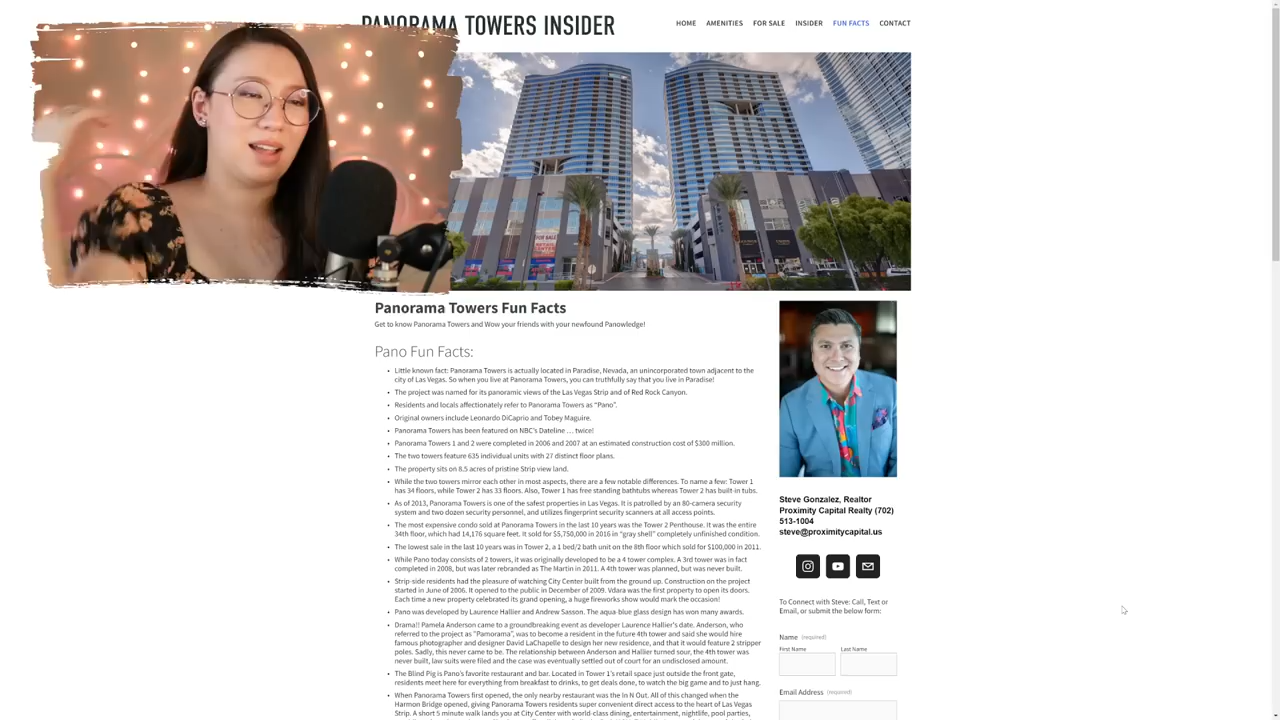 PANORAMA TOWERS INSIDER
HOME AMENITIES FOR SALE INSIDER FUN FACTS CONTACT
Panorama Towers Fun Facts
Get to know Panorama Towers and Wow your friends with your newfound Panowledge!
Pano Fun Facts:
• Little known fact: Panorama Towers is actually located in Paradise, Nevada, an unincorporated town adjacent to the
city of Las Vegas. So when you live at Panorama Towers, you can truthfully say that you live in Paradise!
• The project was named for its panoramic views of the Las Vegas Strip and of Red Rock Canyon.
• Residents and locals affectionately refer to Panorama Towers as “Pano”.
• Original owners include Leonardo DiCaprio and Tobey Maguire.
• Panorama Towers has been featured on NBC's Dateline … twice!
• Panorama Towers 1 and 2 were completed in 2006 and 2007 at an estimated construction cost of $300 million.
• The two towers feature 635 individual units with 27 distinct floor plans.
• The property sits on 8.5 acres of pristine Strip view land.
• While the two towers mirror each other in most aspects, there are a few notable differences. To name a few: Tower 1
has 34 floors, while Tower 2 has 33 floors. Also, Tower 1 has free standing bathtubs whereas Tower 2 has built-in tubs.
• As of 2013, Panorama Towers is one of the safest properties in Las Vegas. It is patrolled by an 80-camera security
system and two dozen security personnel, and utilizes fingerprint security scanners at all access points.
• The most expensive condo sold at Panorama Towers in the last 10 years was the Tower 2 Penthouse. It was the entire
34th floor, which had 14,176 square feet. It sold for $5,750,000 in 2016 in “gray shell” completely unfinished condition.
• The lowest sale in the last 10 years was in Tower 2, a 1 bed/2 bath unit on the 8th floor which sold for $100,000 in 2011.
• While Pano today consists of 2 towers, it was originally developed to be a 4 tower complex. A 3rd tower was in fact
completed in 2008, but was later rebranded as The Martin in 2011. A 4th tower was planned, but was never built.
• Strip-side residents had the pleasure of watching City Center built from the ground up. Construction on the project
started in June of 2006. It opened to the public in December of 2009. Vdara was the first property to open its doors.
Each time a new property celebrated its grand opening, a huge fireworks show would mark the occasion!
• Pano was developed by Laurence Hallier and Andrew Sasson. The aqua-blue glass design has won many awards.
• Drama!! Pamela Anderson came to a groundbreaking event as developer Laurence Hallier's date. Anderson, who
referred to the project as “Pamorama”, was to become a resident in the future 4th tower and said she would hire
famous photographer and designer David LaChapelle to design her new residence, and that it would feature 2 stripper
poles. Sadly, this never came to be. The relationship between Anderson and Hallier turned sour, the 4th tower was
never built, law suits were filed and the case was eventually settled out of court for an undisclosed amount.
• The Blind Pig is Pano's favorite restaurant and bar. Located in Tower 1's retail space just outside the front gate,
residents meet here for everything from breakfast to drinks, to get deals done, to watch the big game and to just hang.
• When Panorama Towers first opened, the only nearby restaurant was the In N Out. All of this changed when the
Harmon Bridge opened, giving Panorama Towers residents super convenient direct access to the heart of Las Vegas
Strip. A short 5 minute walk lands you at City Center with world-class dining, entertainment, nightlife, pool parties,
Steve Gonzalez, Realtor
Proximity Capital Realty (702)
513-1004
steve@proximitycapital.us
To Connect with Steve: Call, Text or
Email, or submit the below form:
Name (required)
First Name Last Name
Email Address (required)